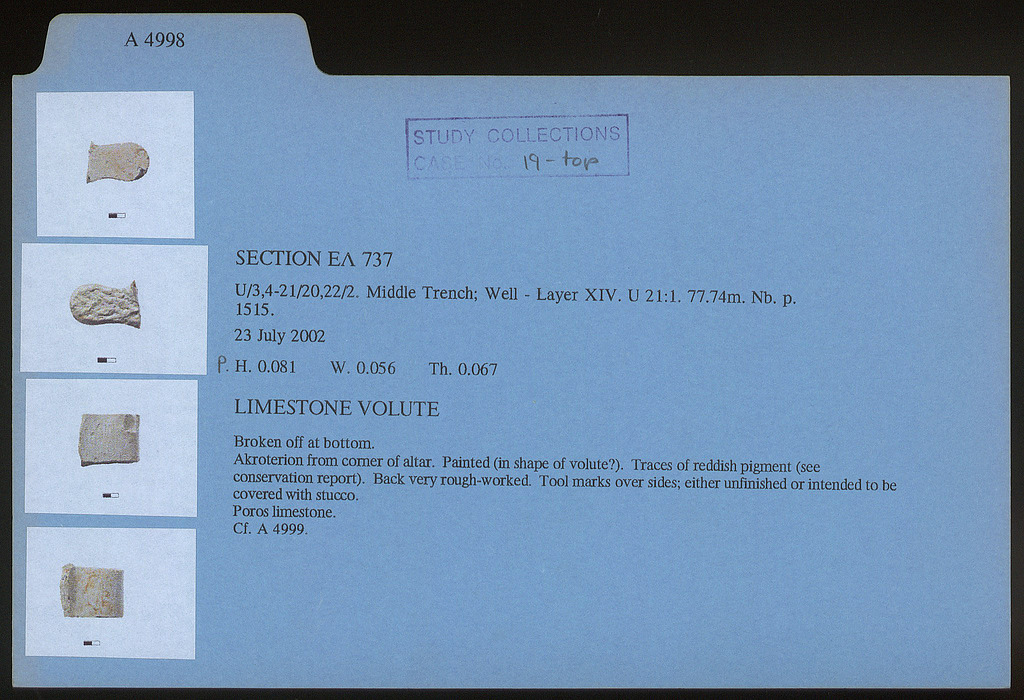 A 4998
STUDY COLLECTIONS
CASE No. 19-top
SECTION ΕΛ 737
U/3,4-21/20,22/2. Middle Trench; Well - Layer XIV. U 21:1. 77.74m. Nb. p.
1515.
23 July 2002
P. H. 0.081 W. 0.056 Th. 0.067
LIMESTONE VOLUTE
Broken off at bottom.
Akroterion from corner of altar. Painted (in shape of volute?). Traces of reddish pigment (see
conservation report). Back very rough-worked. Tool marks over sides; either unfinished or intended to be
covered with stucco.
Poros limestone.
Cf. A 4999.